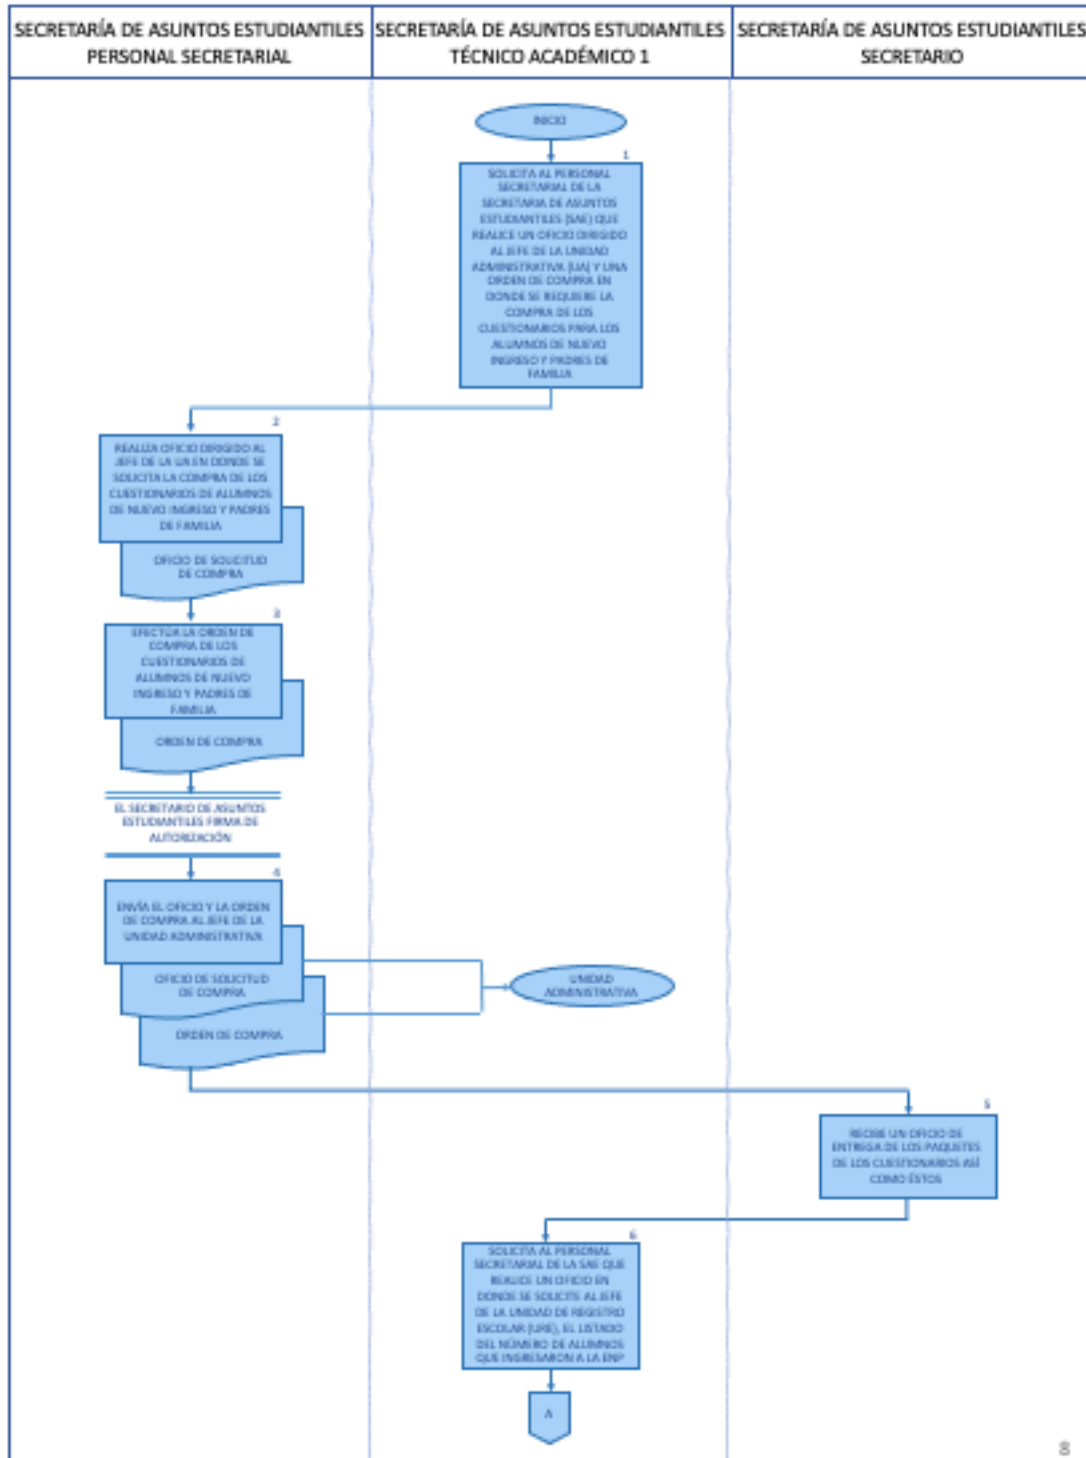 SECRETARÍA DE ASUNTOS ESTUDIANTILES
PERSONAL SECRETARIAL
SECRETARÍA DE ASUNTOS ESTUDIANTILES
TÉCNICO ACADÉMICO 1
SECRETARÍA DE ASUNTOS ESTUDIANTILES
SECRETARIO
INICIO
1
SOLICITA AL PERSONAL
SECRETARIAL DE LA
SECRETARIA DE ASUNTOS
ESTUDIANTILES (SAE) QUE
REALICE UN OFICIO DIRIGIDO
AL JEFE DE LA UNIDAD
ADMINISTRATIVA (UA) Y UNA
ORDEN DE COMPRA EN
DONDE SE REQUIERE LA
COMPRA DE LOS
CUESTIONARIOS PARA LOS
ALUMNOS DE NUEVO
INGRESO Y PADRES DE
FAMILIA
2
REALIZA OFICIO DIRIGIDO AL
JEFE DE LA UA EN DONDE SE
SOLICITA LA COMPRA DE LOS
CUESTIONARIOS DE ALUMNOS
DE NUEVO INGRESO Y PADRES
DE FAMILIA
OFICIO DE SOLICITUD
DE COMPRA
3
EFECTÚA LA ORDEN DE
COMPRA DE LOS
CUESTIONARIOS DE
ALUMNOS DE NUEVO
INGRESO Y PADRES DE
FAMILIA
ORDEN DE COMPRA
EL SECRETARIO DE ASUNTOS
ESTUDIANTILES FIRMA DE
AUTORIZACIÓN
4
ENVÍA EL OFICIO Y LA ORDEN
DE COMPRA AL JEFE DE LA
UNIDAD ADMINISTRATIVA
OFICIO DE SOLICITUD
DE COMPRA
ORDEN DE COMPRA
UNIDAD
ADMINISTRATIVA
5
RECIBE UN OFICIO DE
ENTREGA DE LOS PAQUETES
DE LOS CUESTIONARIOS ASÍ
COMO ÉSTOS
6
SOLICITA AL PERSONAL
SECRETARIAL DE LA SAE QUE
REALICE UN OFICIO EN
DONDE SE SOLICITE AL JEFE
DE LA UNIDAD DE REGISTRO
ESCOLAR (URE), EL LISTADO
DEL NÚMERO DE ALUMNOS
QUE INGRESARON A LA ENP
A
8